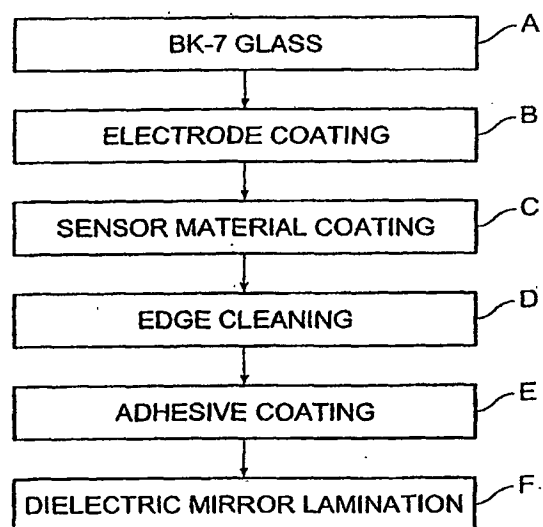 BK-7 GLASS A
ELECTRODE COATING B
SENSOR MATERIAL COATING C
EDGE CLEANING D
ADHESIVE COATING E
DIELECTRIC MIRROR LAMINATION F